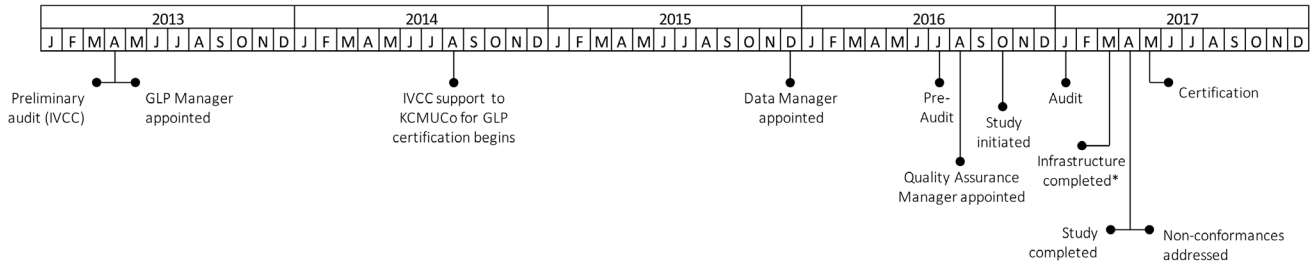 2013 2014 2015 2016 2017
J F M A M J J A S O N D J F M A M J J A S O N D J F M A M J J A S O N D J F M A M J J A S O N D J F M A M J J A S O N D
Preliminary
audit (IVCC)
GLP Manager
appointed
IVCC support to
KCMUCo for GLP
certification begins
Data Manager
appointed
Pre-
Audit
Quality Assurance
Manager appointed
Study
initiated
Audit
Infrastructure
completed*
Certification
Study
completed
Non-conformances
addressed